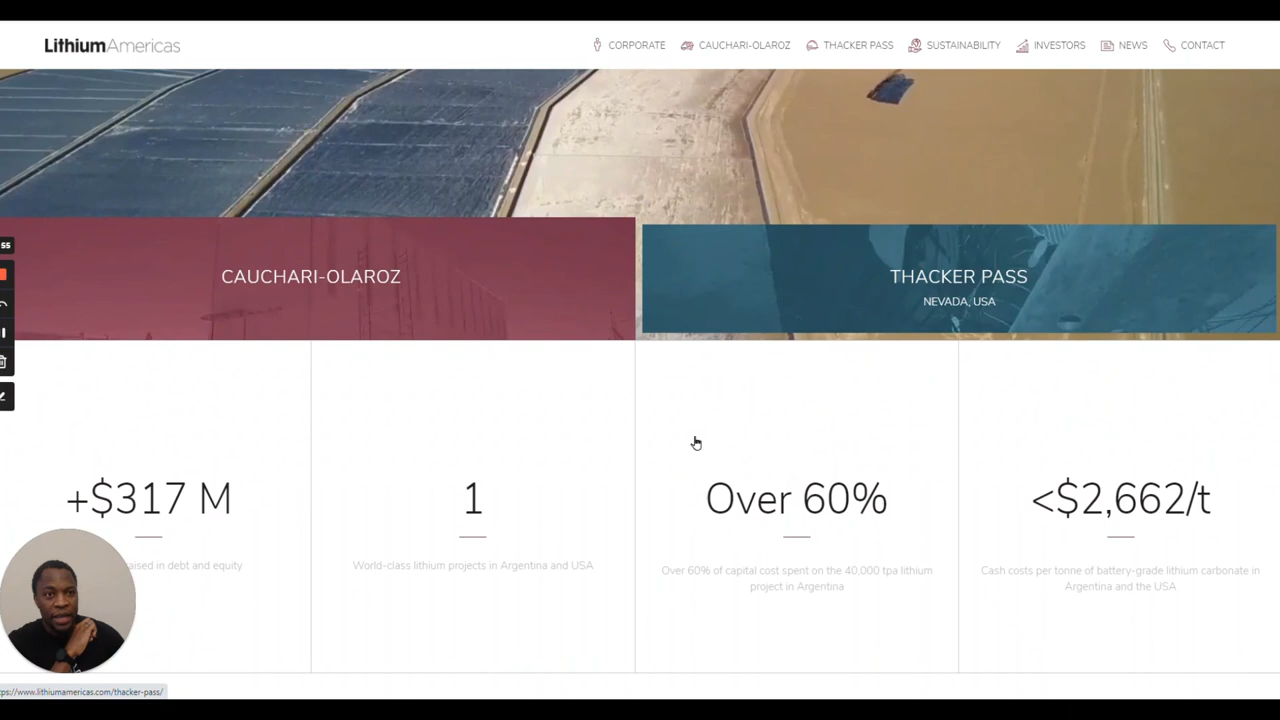 LithiumAmericas
CORPORATE
CAUCHARI-OLAROZ
THACKER PASS
SUSTAINABILITY
INVESTORS
NEWS
CONTACT
55
CAUCHARI-OLAROZ
THACKER PASS
NEVADA, USA
+$317 M
1
Over 60%
<$2,662/t
raised in debt and equity
World-class lithium projects in Argentina and USA
Over 60% of capital cost spent on the 40,000 tpa lithium
project in Argentina
Cash costs per tonne of battery-grade lithium carbonate in
Argentina and the USA
tps://www.lithiumamericas.com/thacker-pass/